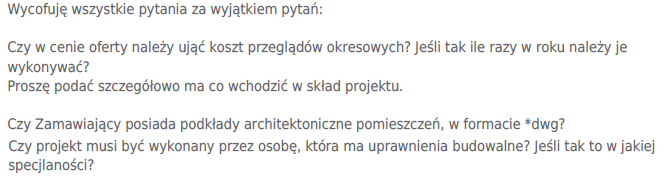 Wycofuję wszystkie pytania za wyjątkiem pytań:
Czy w cenie oferty należy ująć koszt przeglądów okresowych? Jeśli tak ile razy w roku należy je
wykonywać?
Proszę podać szczegółowo ma co wchodzić w skład projektu.
Czy Zamawiający posiada podkłady architektoniczne pomieszczeń, w formacie *dwg?
Czy projekt musi być wykonany przez osobę, która ma uprawnienia budowalne? Jeśli tak to w jakiej
specjlaności?